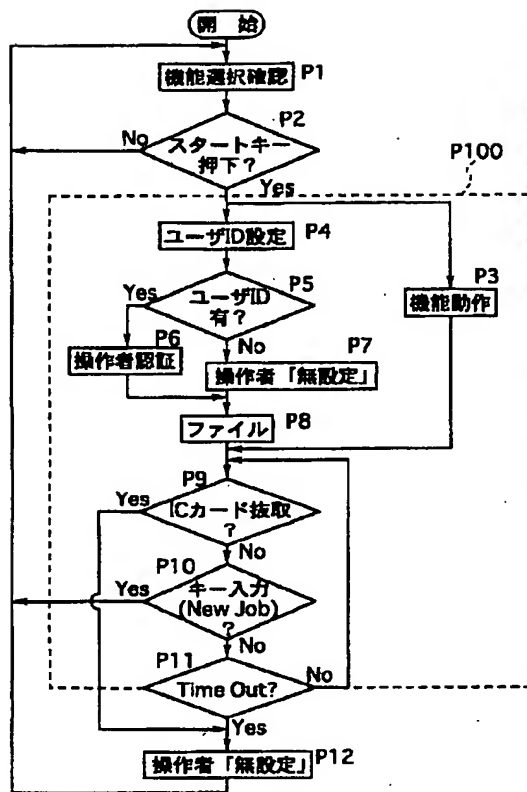 開 始
機能選択確認 P1
P2
No
スタートキー
押下？
Yes
P100
ユーザID設定 P4
P3
機能動作
P5
Yes
ユーザID
有？
P6
操作者認証
No
P7
操作者「無設定」
ファイル P8
P9
Yes
ICカード抜取
？
No
P10
Yes
キー入力
(New Job)
？
No
P11
Time Out?
No
Yes
操作者「無設定」 P12